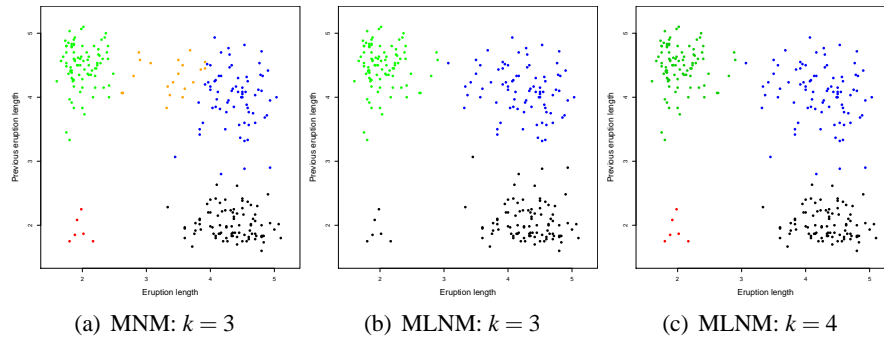 5
4
3
2
Previous eruption length
2 3 4 5
Eruption length
(a) MNM: k = 3
5
4
3
2
Previous eruption length
2 3 4 5
Eruption length
(b) MLNM: k = 3
5
4
3
2
Previous eruption length
2 3 4 5
Eruption length
(c) MLNM: k = 4